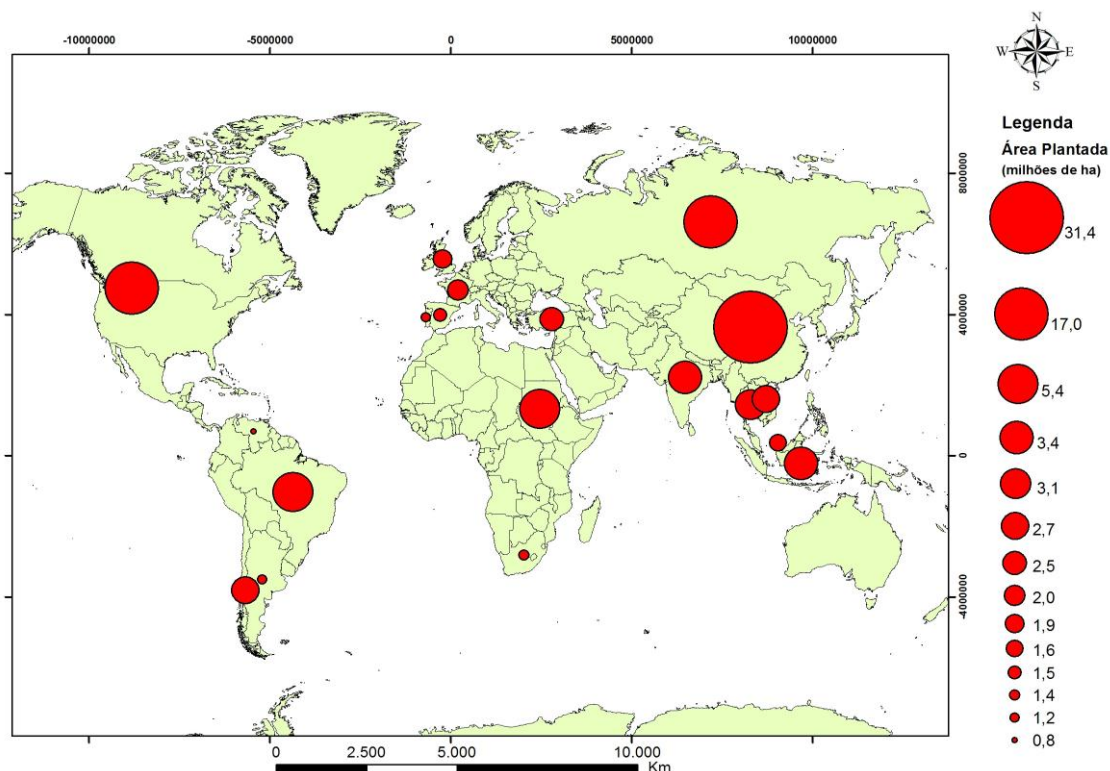 -10000000 -5000000 0 5000000 10000000
N
W E
S
Legenda
Área Plantada
(milhões de ha)
31,4
17,0
5,4
3,4
3,1
2,7
2,5
2,0
1,9
1,6
1,5
1,4
1,2
0,8
8000000
4000000
0
4000000
0 2.500 5.000 10.000
Km